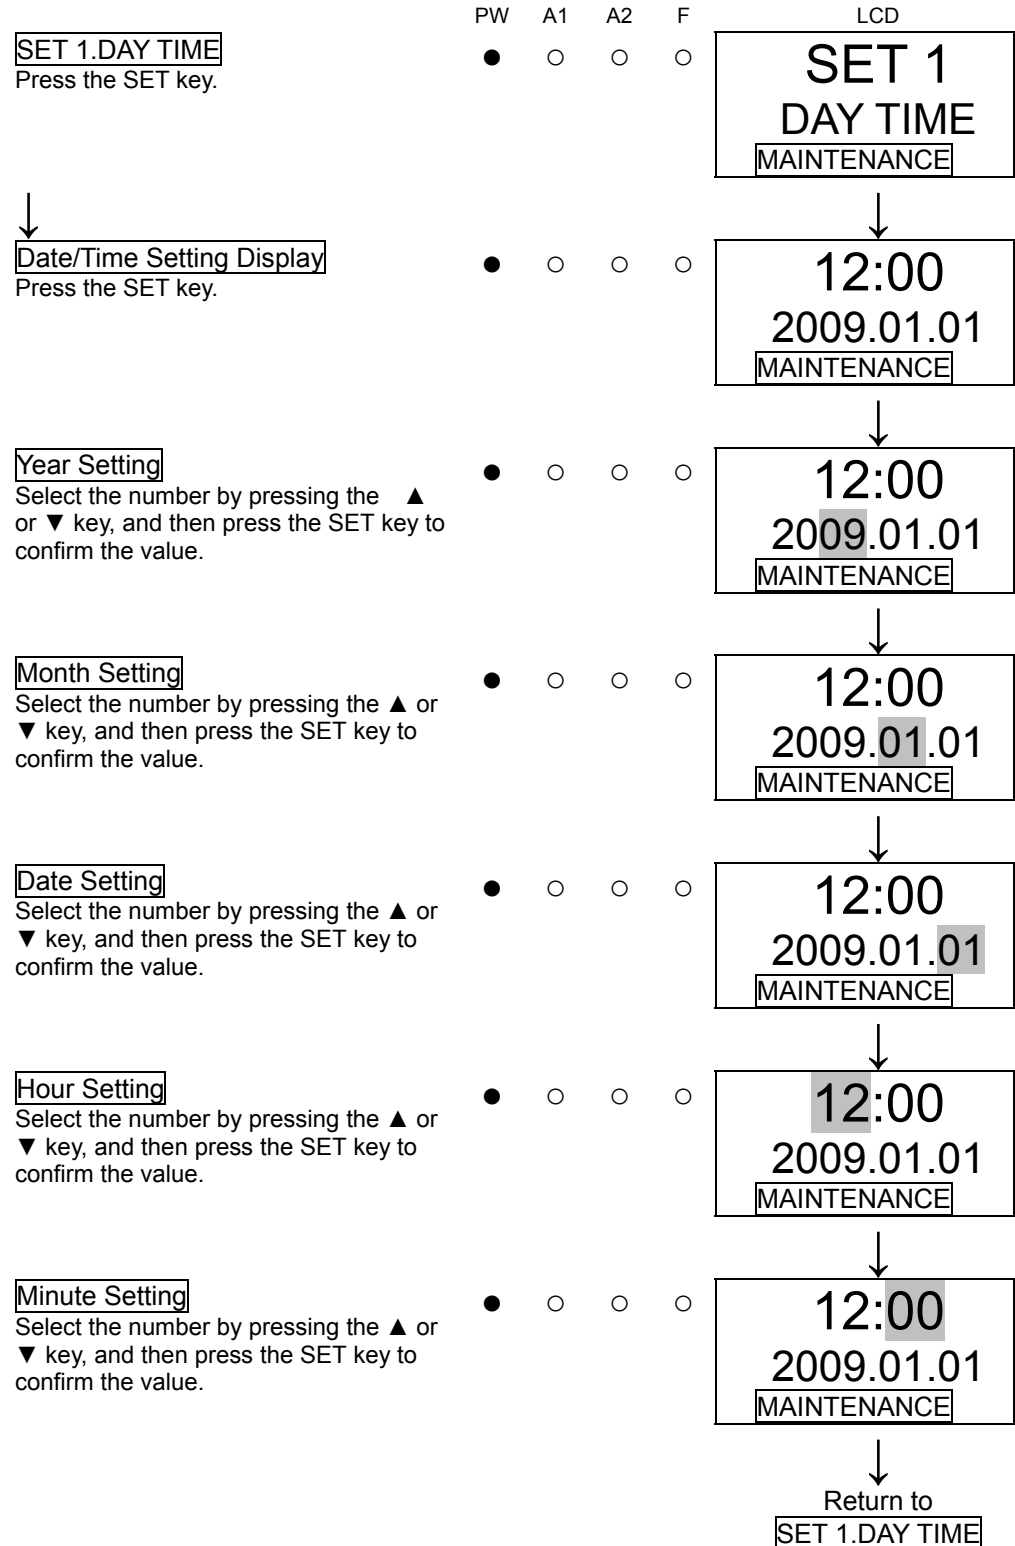 PW A1 A2 F LCD
SET 1.DAY TIME
Press the SET key.
● ○ ○ ○
SET 1
DAY TIME
MAINTENANCE
↓ ↓
Date/Time Setting Display
Press the SET key.
● ○ ○ ○
12:00
2009.01.01
MAINTENANCE
↓
Year Setting
Select the number by pressing the ▲
or ▼ key, and then press the SET key to
confirm the value.
● ○ ○ ○
12:00
2009.01.01
MAINTENANCE
↓
Month Setting
Select the number by pressing the ▲ or
▼ key, and then press the SET key to
confirm the value.
● ○ ○ ○
12:00
2009.01.01
MAINTENANCE
↓
Date Setting
Select the number by pressing the ▲ or
▼ key, and then press the SET key to
confirm the value.
● ○ ○ ○
12:00
2009.01.01
MAINTENANCE
↓
Hour Setting
Select the number by pressing the ▲ or
▼ key, and then press the SET key to
confirm the value.
● ○ ○ ○
12:00
2009.01.01
MAINTENANCE
↓
Minute Setting
Select the number by pressing the ▲ or
▼ key, and then press the SET key to
confirm the value.
● ○ ○ ○
12:00
2009.01.01
MAINTENANCE
↓
Return to
SET 1.DAY TIME